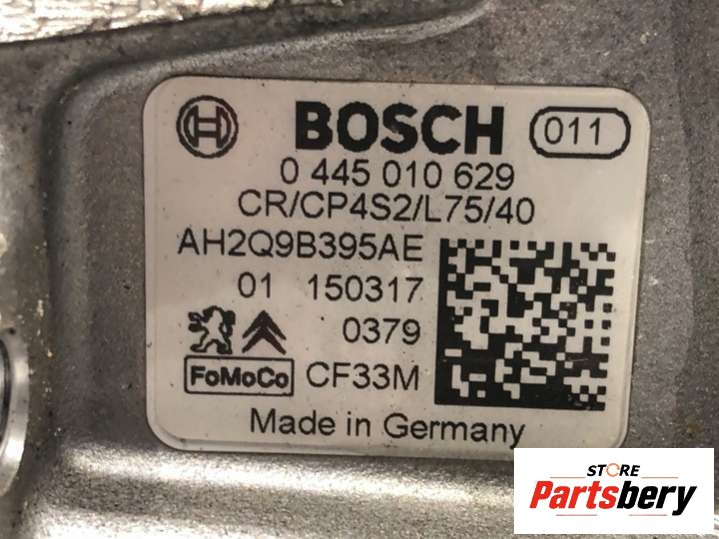 BOSCH 011
0 445 010 629
CR/CP4S2/L75/40
AH2Q9B395AE
01 150317
0379
FoMoCo CF33M
Made in Germany
STORE
Partsbery